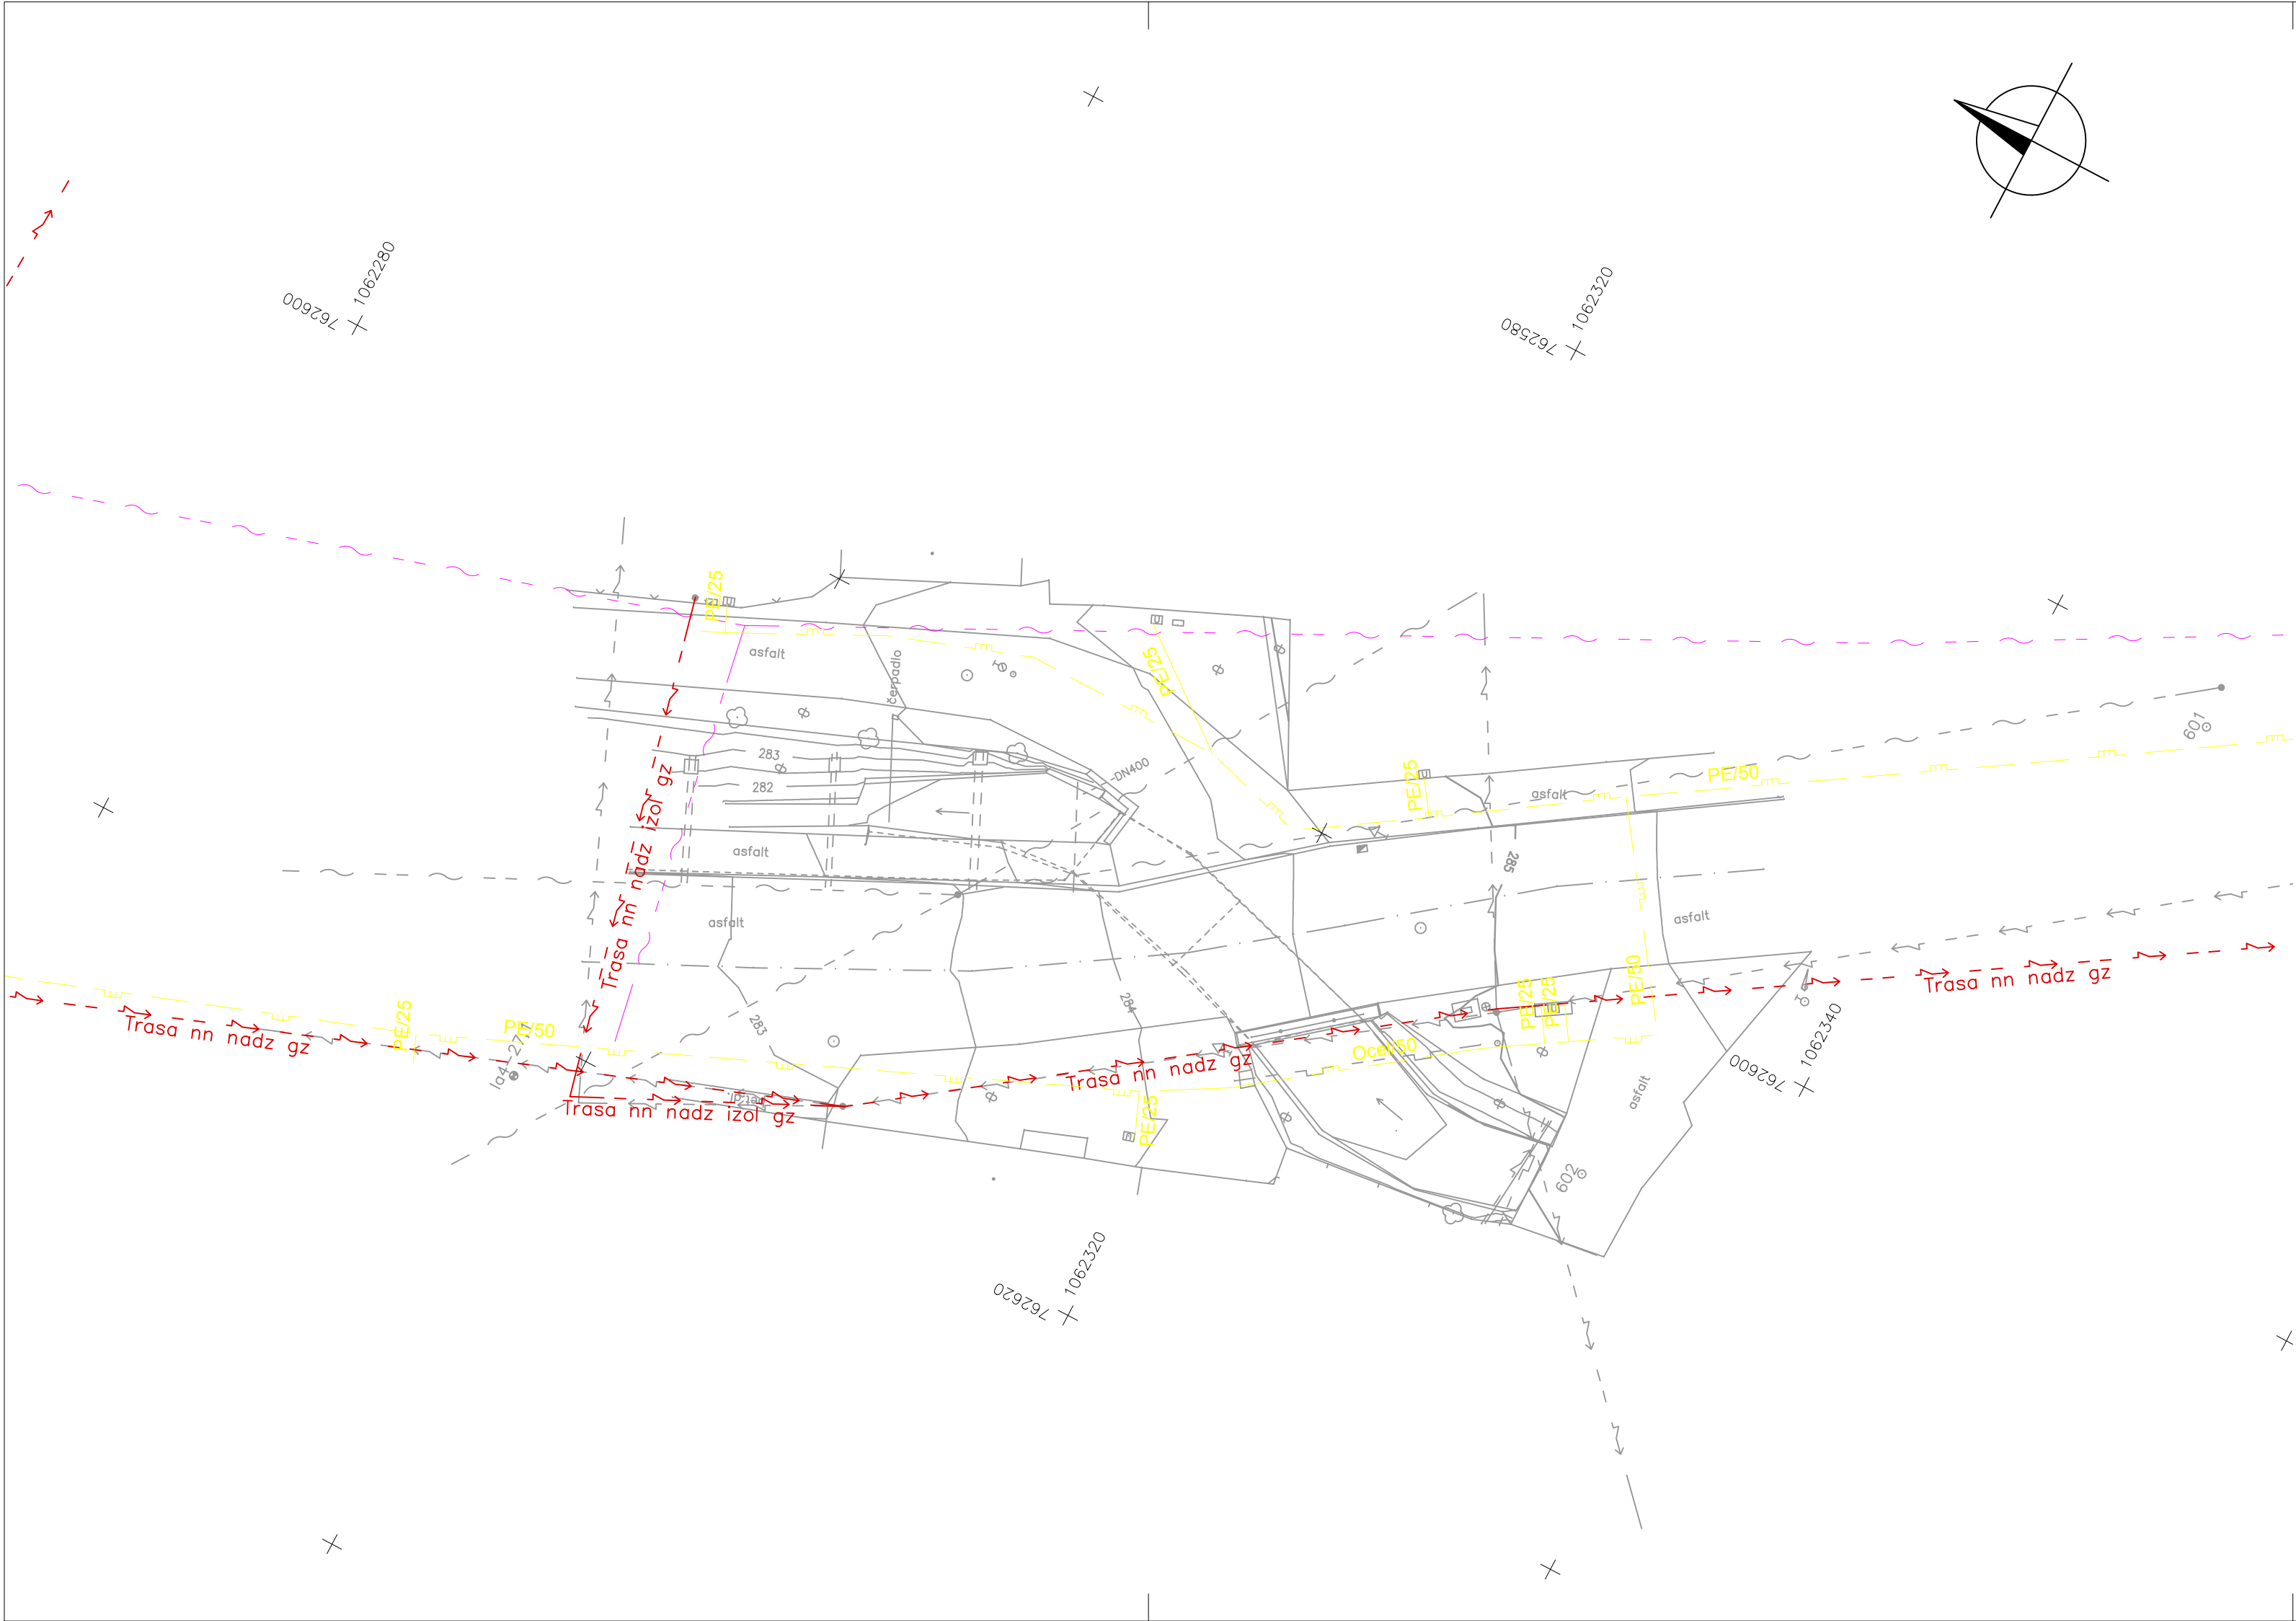 1062280
762600
1062320
762580
PE/25
asfalt
čerpadlo
PE/25
601
283
282
-DN400
PE/25
PE/50
asfalt
Trasa nn nadz izol gz
asfalt
285
asfalt
asfalt
PE/25
PE/50
283
284
PE/25
PE/25
PE/50
Trasa nn nadz gz
Trasa nn nadz gz
Ocel/50
Trasa nn nadz gz
1062340
762600
asfalt
Trasa nn nadz izol gz
PE/25
602
1062320
762620